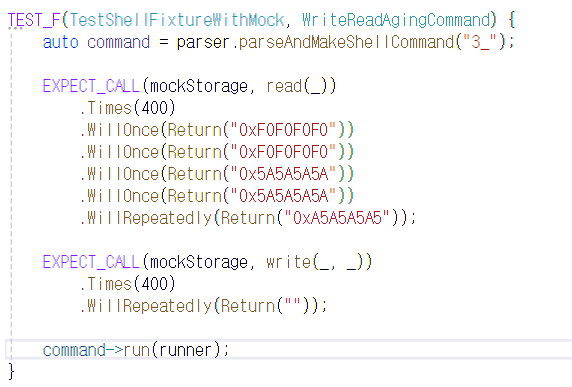 TEST_F(TestShellFixtureWithMock, WriteReadAgingCommand) {
    auto command = parser.parseAndMakeShellCommand("3_");
    EXPECT_CALL(mockStorage, read(_))
        .Times(400)
        .WillOnce(Return("0xF0F0F0F0"))
        .WillOnce(Return("0xF0F0F0F0"))
        .WillOnce(Return("0x5A5A5A5A"))
        .WillOnce(Return("0x5A5A5A5A"))
        .WillRepeatedly(Return("0xA5A5A5A5"));
    EXPECT_CALL(mockStorage, write(_, _))
        .Times(400)
        .WillRepeatedly(Return(""));
    command->run(runner);
}